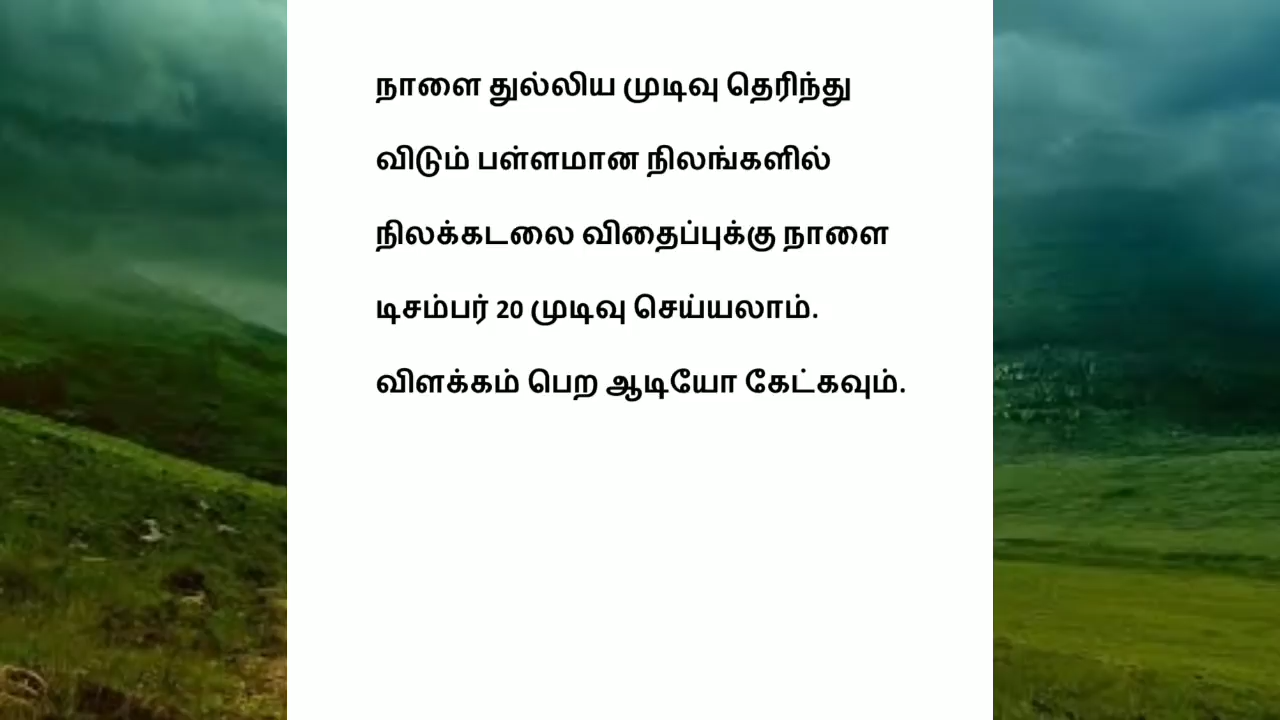 நாளை துல்லிய முடிவு தெரிந்து
விடும் பள்ளமான நிலங்களில்
நிலக்கடலை விதைப்புக்கு நாளை
டிசம்பர் 20 முடிவு செய்யலாம்.
விளக்கம் பெற ஆடியோ கேட்கவும்.